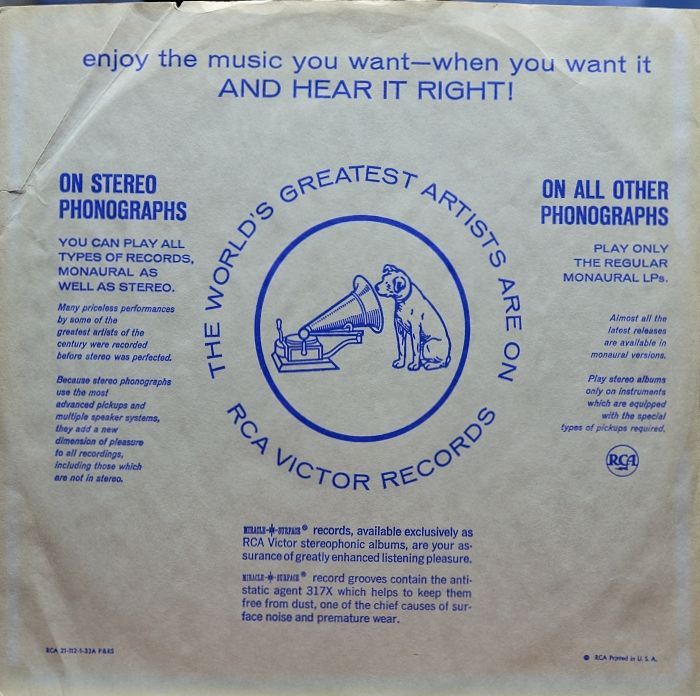 enjoy the music you want—when you want it
AND HEAR IT RIGHT!
ON STEREO
PHONOGRAPHS
YOU CAN PLAY ALL
TYPES OF RECORDS,
MONAURAL AS
WELL AS STEREO.
Many priceless performances
by some of the
greatest artists of the
century were recorded
before stereo was perfected.
Because stereo phonographs
use the most
advanced pickups and
multiple speaker systems,
they add a new
dimension of pleasure
to all recordings,
including those which
are not in stereo.
THE WORLD'S GREATEST ARTISTS ARE ON
RCA VICTOR RECORDS
ON ALL OTHER
PHONOGRAPHS
PLAY ONLY
THE REGULAR
MONAURAL LPs.
Almost all the
latest releases
are available in
monaural versions.
Play stereo albums
only on instruments
which are equipped
with the special
types of pickups required.
RCA
MIRACLE SURFACE® records, available exclusively as
RCA Victor stereophonic albums, are your as-
surance of greatly enhanced listening pleasure.
MIRACLE SURFACE® record grooves contain the anti-
static agent 317X which helps to keep them
free from dust, one of the chief causes of sur-
face noise and premature wear.
RCA 21-112-1-33A P&RS
® RCA Printed in U. S. A.